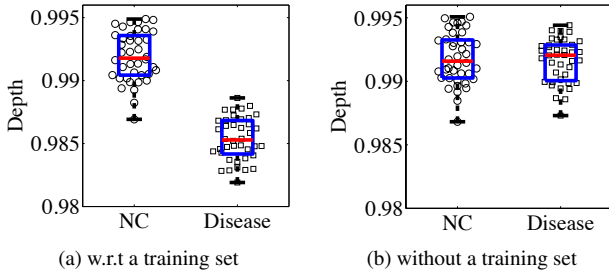 0.995
0.99
0.985
0.98
Depth
NC Disease
(a) w.r.t a training set
0.995
0.99
0.985
0.98
Depth
NC Disease
(b) without a training set